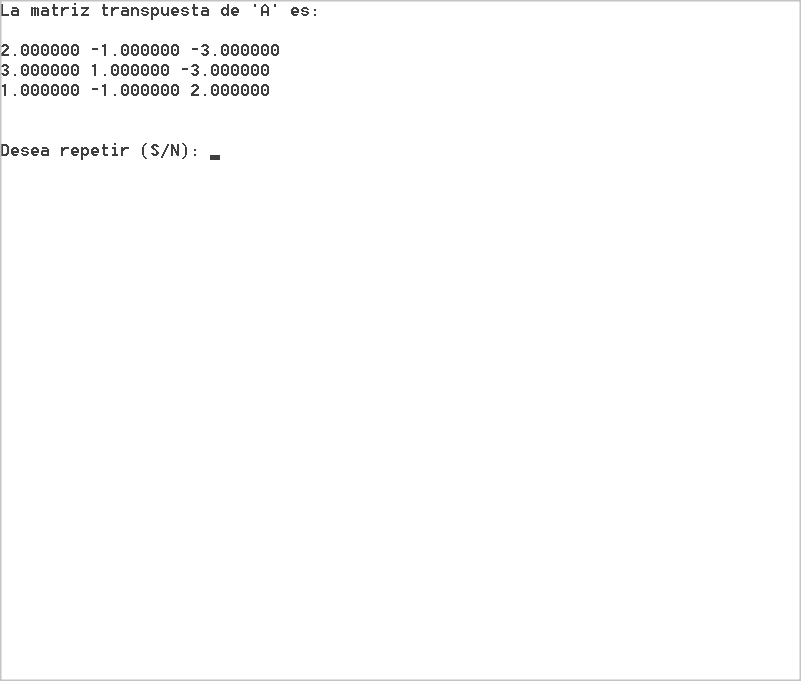 La matriz transpuesta de 'A' es:
2.000000 -1.000000 -3.000000
3.000000 1.000000 -3.000000
1.000000 -1.000000 2.000000
Desea repetir (S/N): _